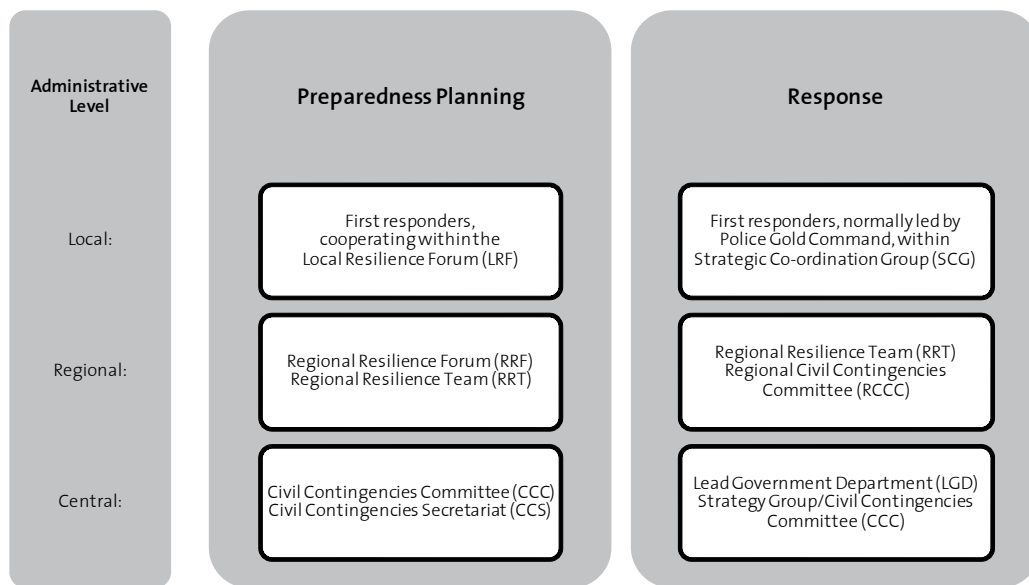 Administrative
Level
Preparedness Planning
Response
Local:
First responders,
cooperating within the
Local Resilience Forum (LRF)
First responders, normally led by
Police Gold Command, within
Strategic Co-ordination Group (SCG)
Regional:
Regional Resilience Forum (RRF)
Regional Resilience Team (RRT)
Regional Resilience Team (RRT)
Regional Civil Contingencies
Committee (RCCC)
Central:
Civil Contingencies Committee (CCC)
Civil Contingencies Secretariat (CCS)
Lead Government Department (LGD)
Strategy Group/Civil Contingencies
Committee (CCC)